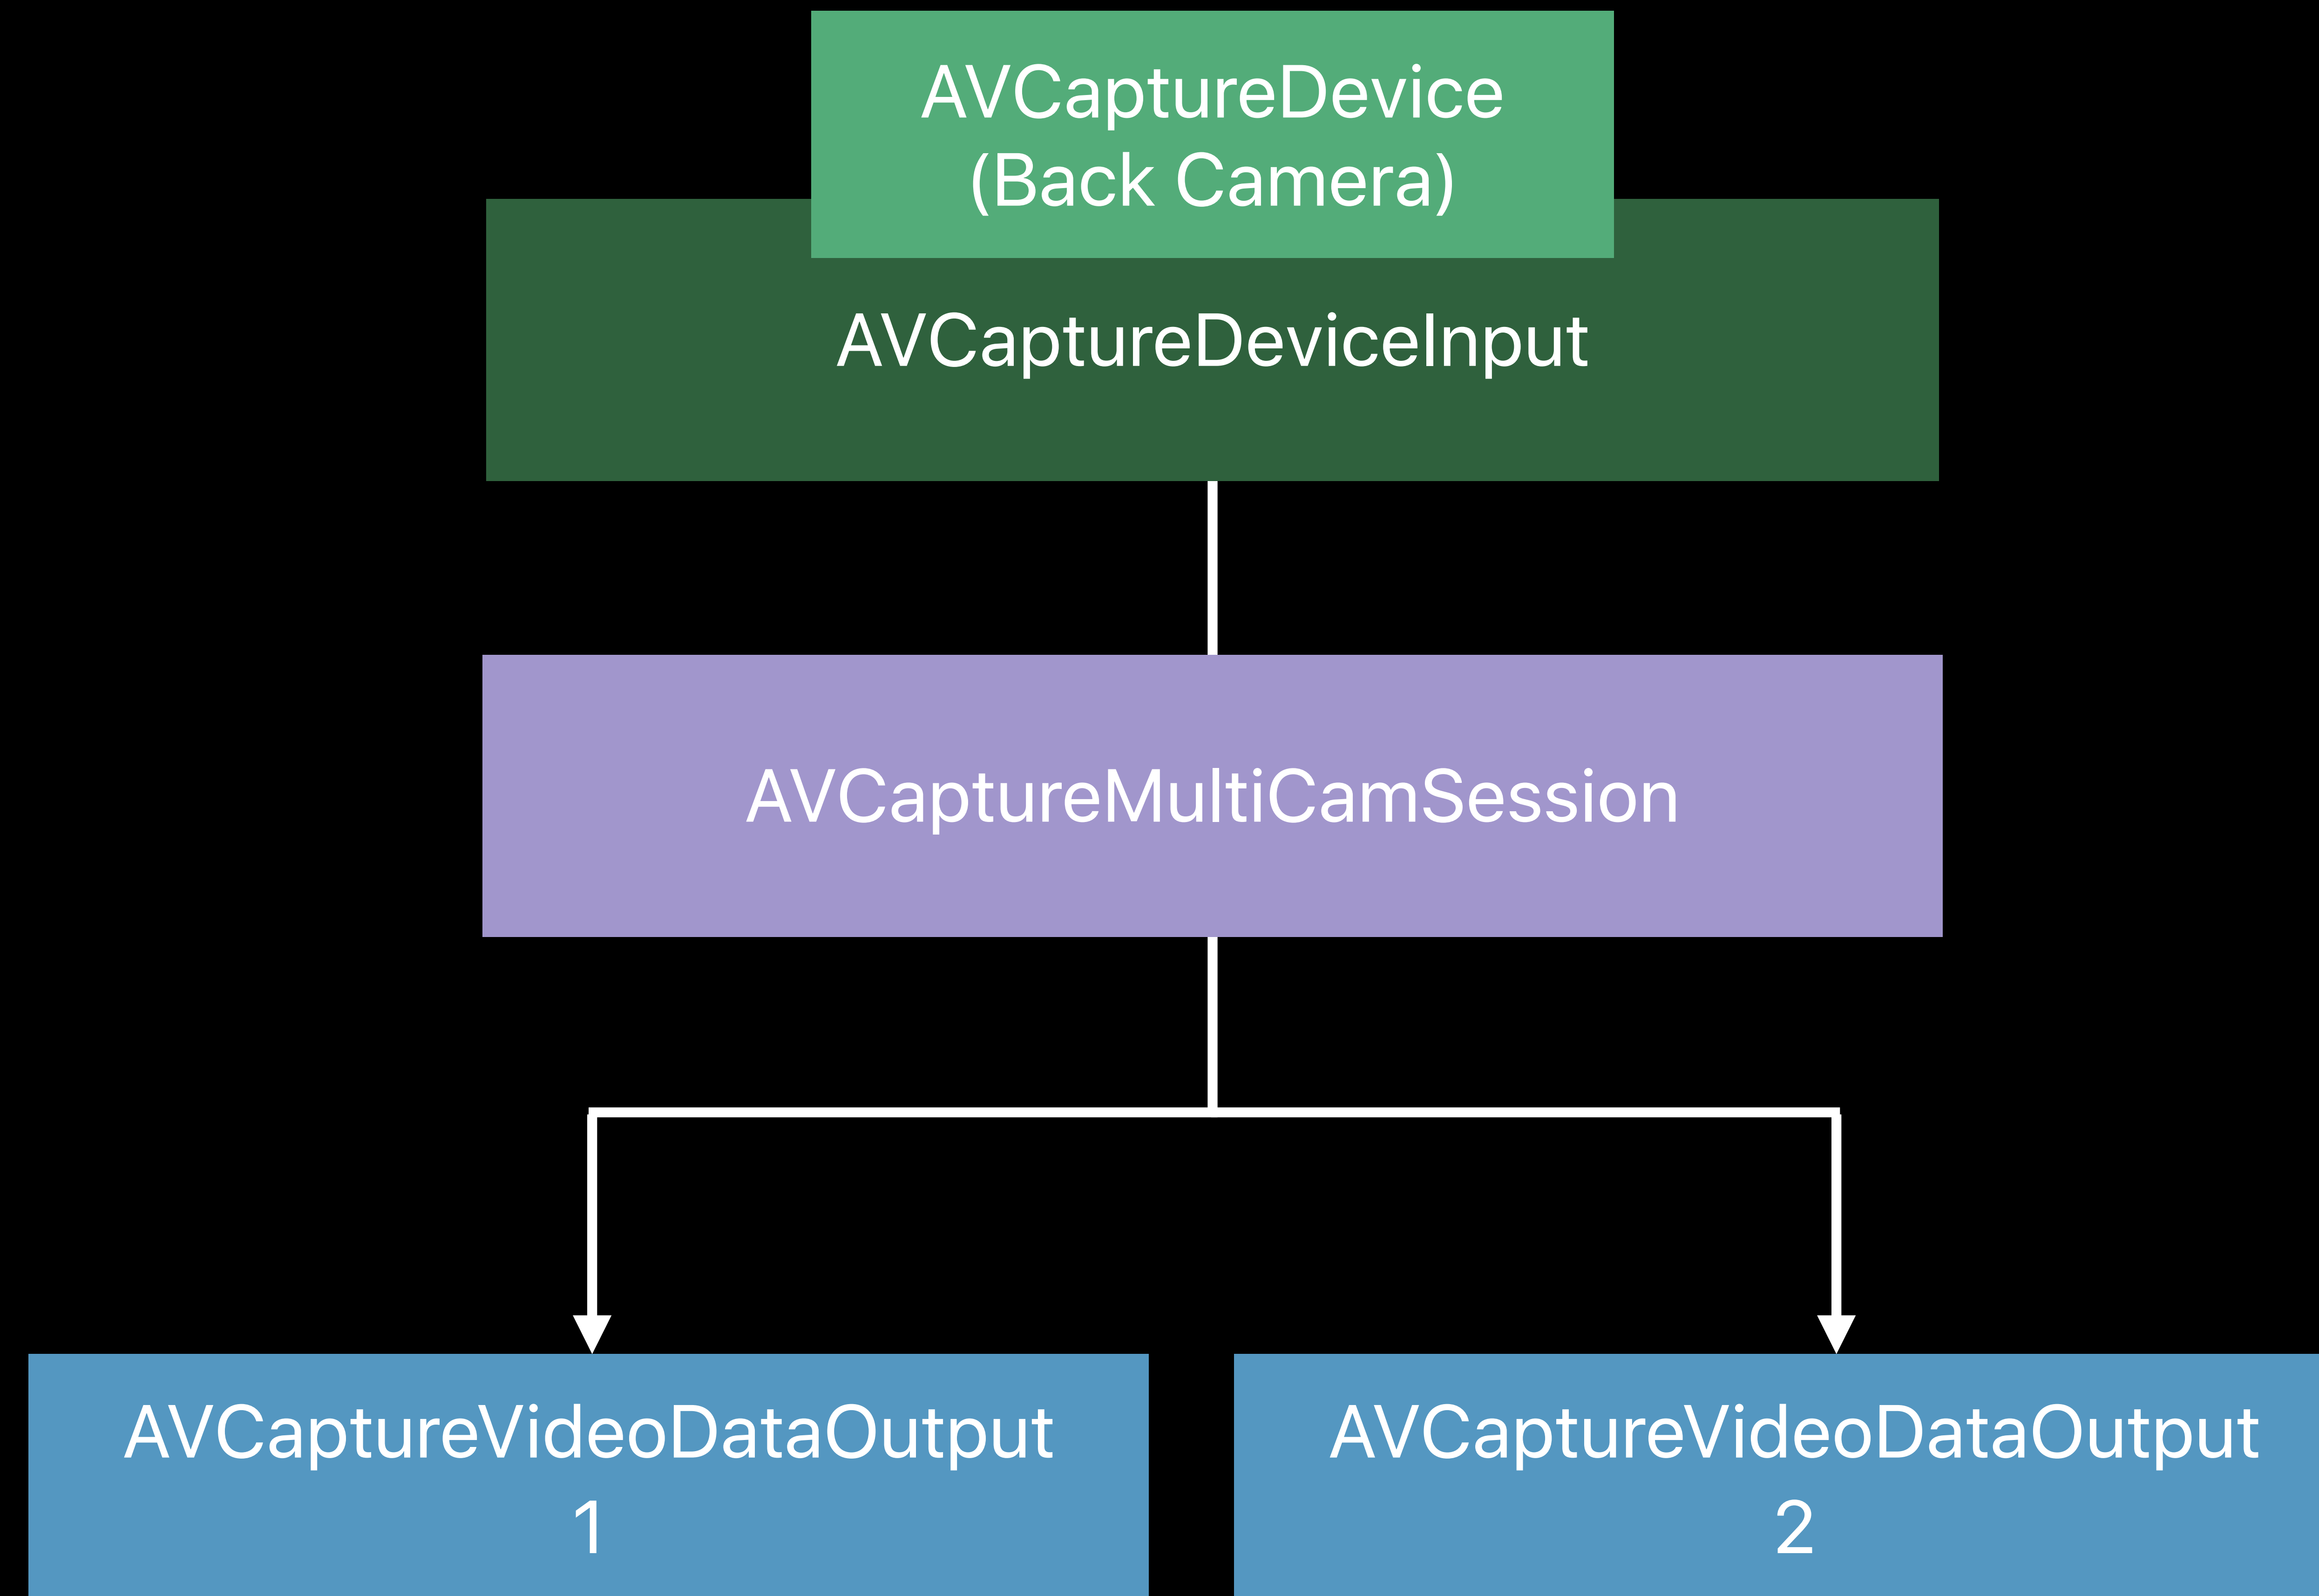 AVCaptureDevice
(Back Camera)
AVCaptureDeviceInput
AVCaptureMultiCamSession
AVCaptureVideoDataOutput
1
AVCaptureVideoDataOutput
2